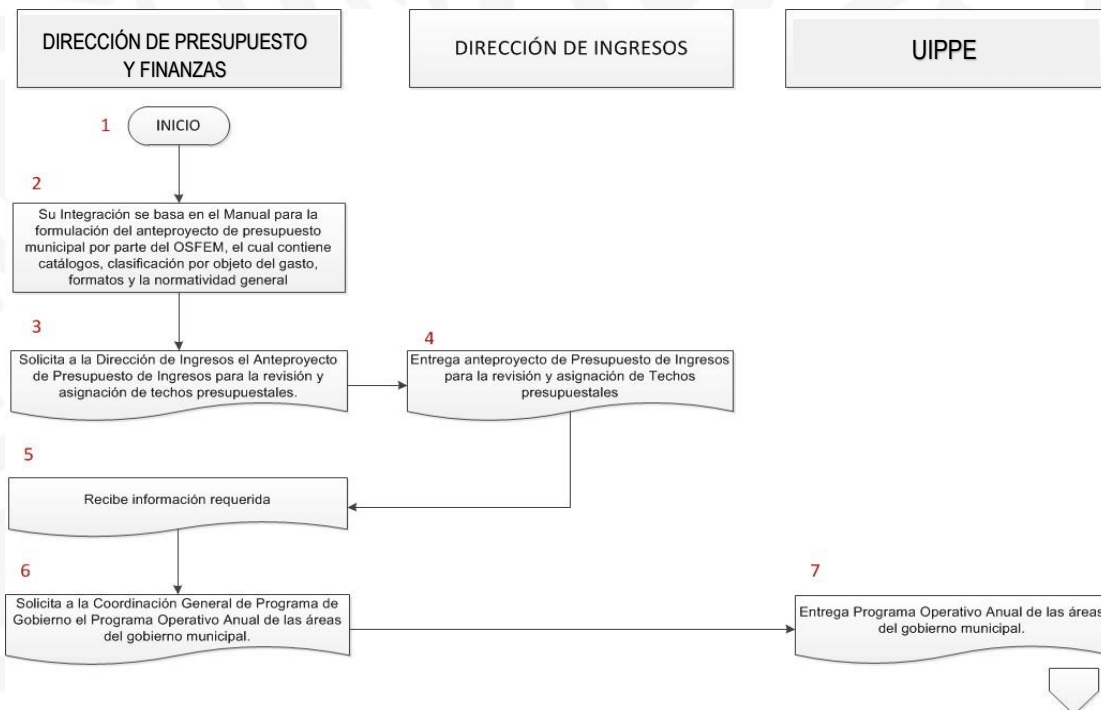 DIRECCIÓN DE PRESUPUESTO
Y FINANZAS
DIRECCIÓN DE INGRESOS
UIPPE
1
INICIO
2
Su Integración se basa en el Manual para la
formulación del anteproyecto de presupuesto
municipal por parte del OSFEM, el cual contiene
catálogos, clasificación por objeto del gasto,
formatos y la normatividad general
3
Solicita a la Dirección de Ingresos el Anteproyecto
de Presupuesto de Ingresos para la revisión y
asignación de techos presupuestales.
4
Entrega anteproyecto de Presupuesto de Ingresos
para la revisión y asignación de Techos
presupuestales
5
Recibe información requerida
6
Solicita a la Coordinación General de Programa de
Gobierno el Programa Operativo Anual de las áreas
del gobierno municipal.
7
Entrega Programa Operativo Anual de las áreas
del gobierno municipal.